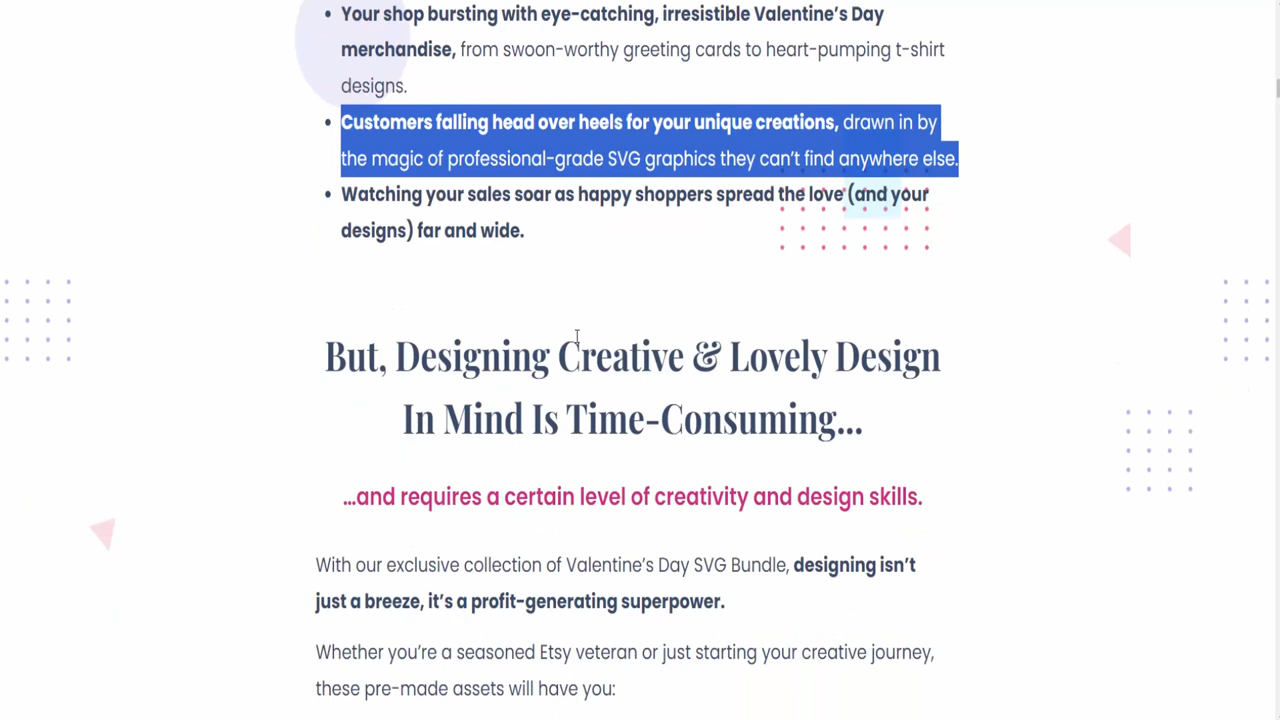 Your shop bursting with eye-catching, irresistible Valentine’s Day
merchandise, from swoon-worthy greeting cards to heart-pumping t-shirt
designs.
Customers falling head over heels for your unique creations, drawn in by
the magic of professional-grade SVG graphics they can’t find anywhere else.
Watching your sales soar as happy shoppers spread the love (and your
designs) far and wide.
But, Designing Creative & Lovely Design
In Mind Is Time-Consuming...
...and requires a certain level of creativity and design skills.
With our exclusive collection of Valentine’s Day SVG Bundle, designing isn’t
just a breeze, it’s a profit-generating superpower.
Whether you’re a seasoned Etsy veteran or just starting your creative journey,
these pre-made assets will have you: